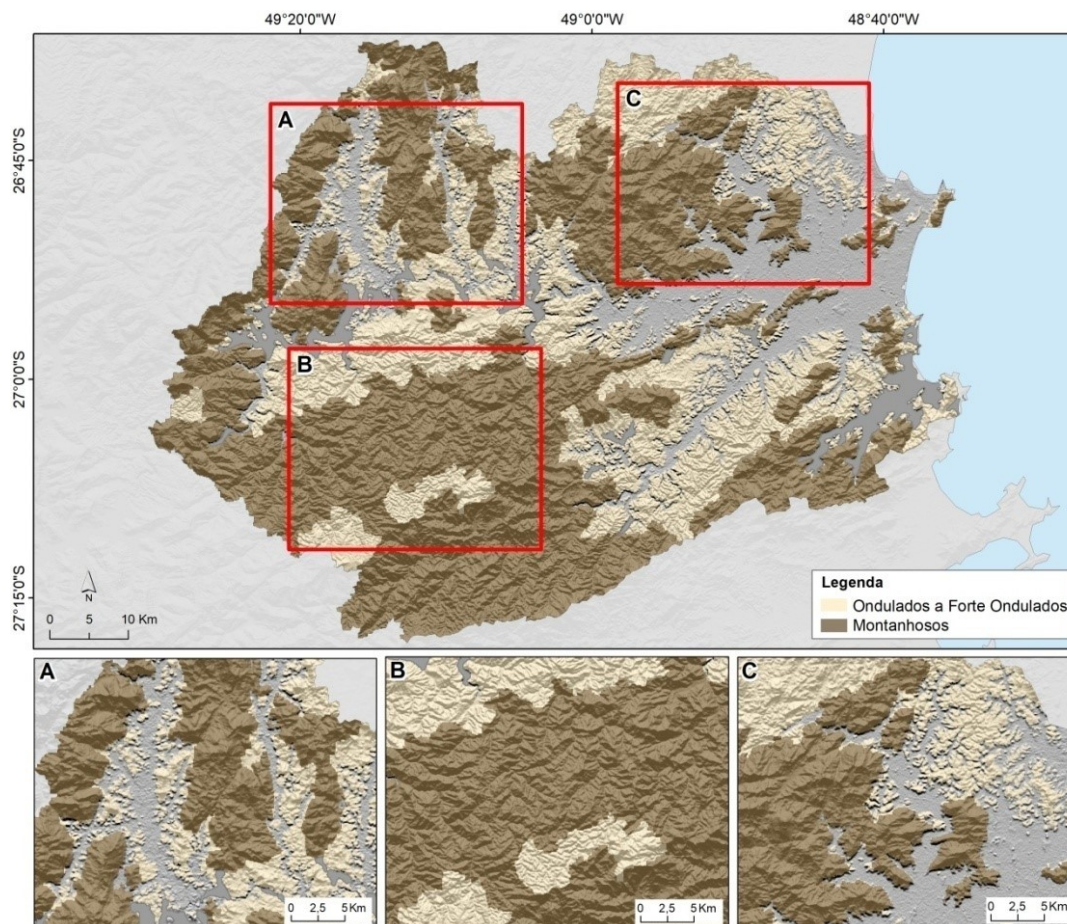 49°20'0"W 49°0'0"W 48°40'0"W
26°45'0"S
27°0'0"S
27°15'0"S
A
B
C
N
0 5 10 Km
Legenda
Ondulados a Forte Ondulados
Montanhosos
A
0 2,5 5 Km
B
0 2,5 5 Km
C
0 2,5 5 Km